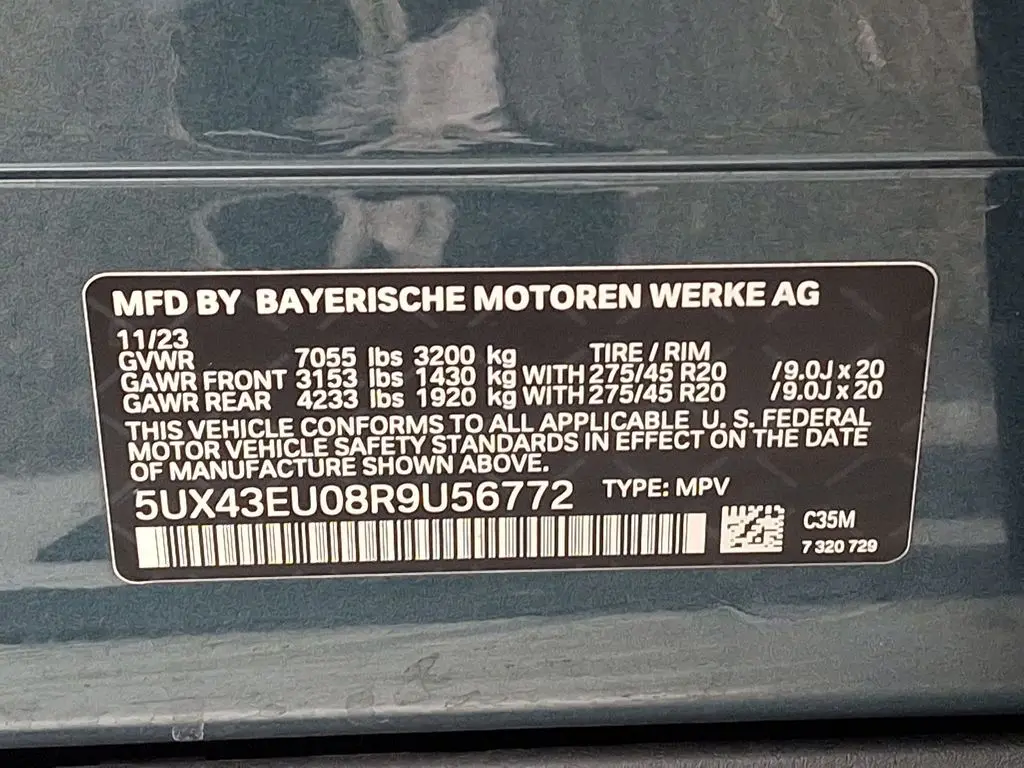 MFD BY BAYERISCHE MOTOREN WERKE AG
11/23
GVWR 7055 lbs 3200 kg TIRE / RIM
GAWR FRONT 3153 lbs 1430 kg WITH 275/45 R20 /9.0J x 20
GAWR REAR 4233 lbs 1920 kg WITH 275/45 R20 /9.0J x 20
THIS VEHICLE CONFORMS TO ALL APPLICABLE U. S. FEDERAL
MOTOR VEHICLE SAFETY STANDARDS IN EFFECT ON THE DATE
OF MANUFACTURE SHOWN ABOVE.
5UX43EU08R9U56772 TYPE: MPV
C35M
7 320 729